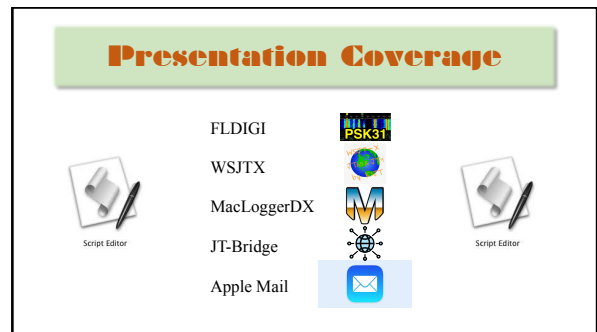 Presentation Coverage
FLDIGI
PSK31
WSJTX
MacLoggerDX
JT-Bridge
Apple Mail
Script Editor
Script Editor